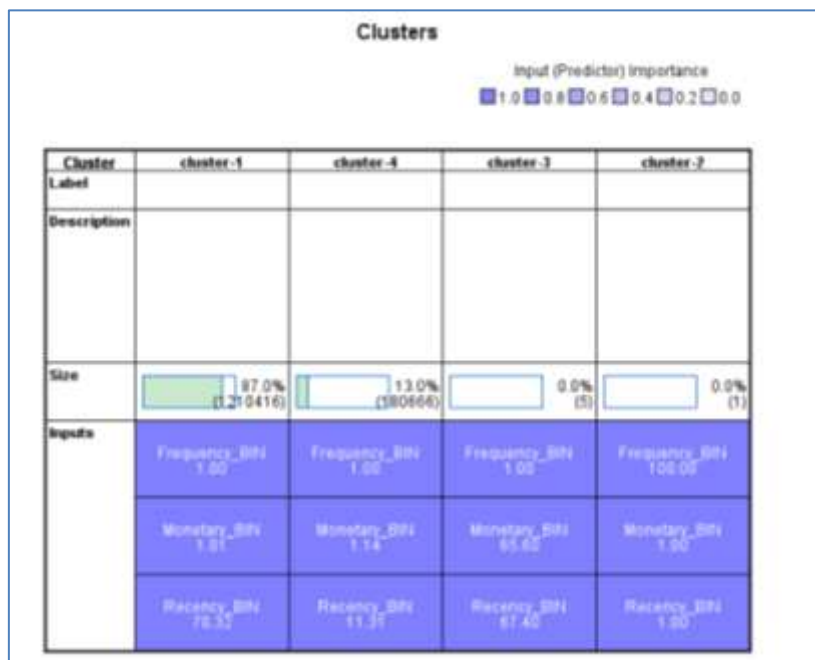 Clusters
Input (Predictor) Importance
1.0 0.8 0.6 0.4 0.2 0.0
Cluster cluster-1 cluster-4 cluster-3 cluster-2
Label
Description
Size
87.0% 13.0% 0.0% 0.0%
(1210416) (180666) (5) (1)
Inputs
Frequency_BIN Frequency_BIN Frequency_BIN Frequency_BIN
1.00 1.00 1.00 100.00
Monetary_BIN Monetary_BIN Monetary_BIN Monetary_BIN
1.01 1.14 65.60 1.00
Recency_BIN Recency_BIN Recency_BIN Recency_BIN
11.31 67.40 1.00